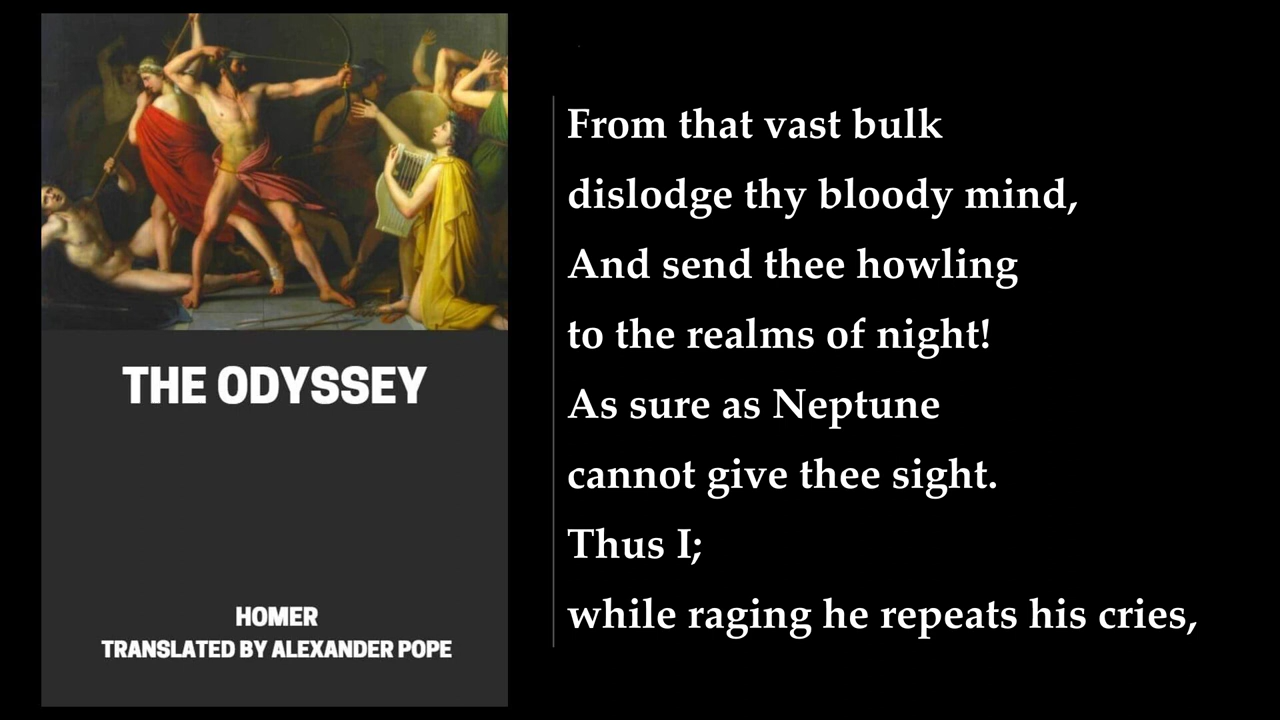 THE ODYSSEY
HOMER
TRANSLATED BY ALEXANDER POPE
From that vast bulk
dislodge thy bloody mind,
And send thee howling
to the realms of night!
As sure as Neptune
cannot give thee sight.
Thus I;
while raging he repeats his cries,